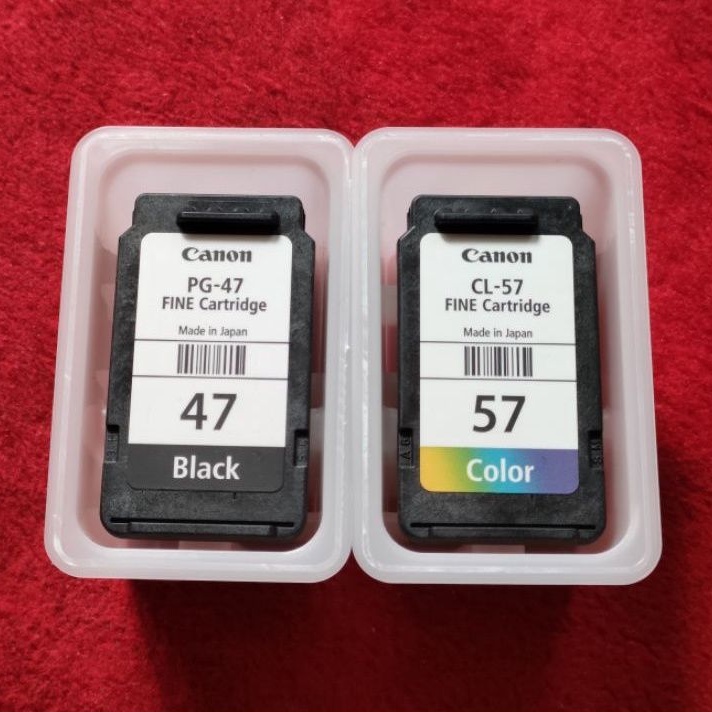 Canon
PG-47
FINE Cartridge
Made in Japan
47
Black
Canon
CL-57
FINE Cartridge
Made in Japan
57
Color